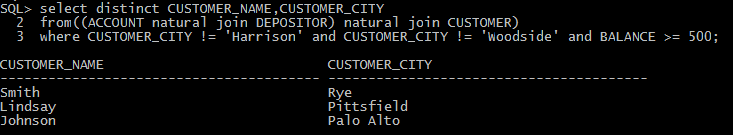 SQL> select distinct CUSTOMER_NAME,CUSTOMER_CITY
2 from((ACCOUNT natural join DEPOSITOR) natural join CUSTOMER)
3 where CUSTOMER_CITY != 'Harrison' and CUSTOMER_CITY != 'Woodside' and BALANCE >= 500;
CUSTOMER_NAME CUSTOMER_CITY
---------------------------------------- ----------------------------------------
Smith Rye
Lindsay Pittsfield
Johnson Palo Alto